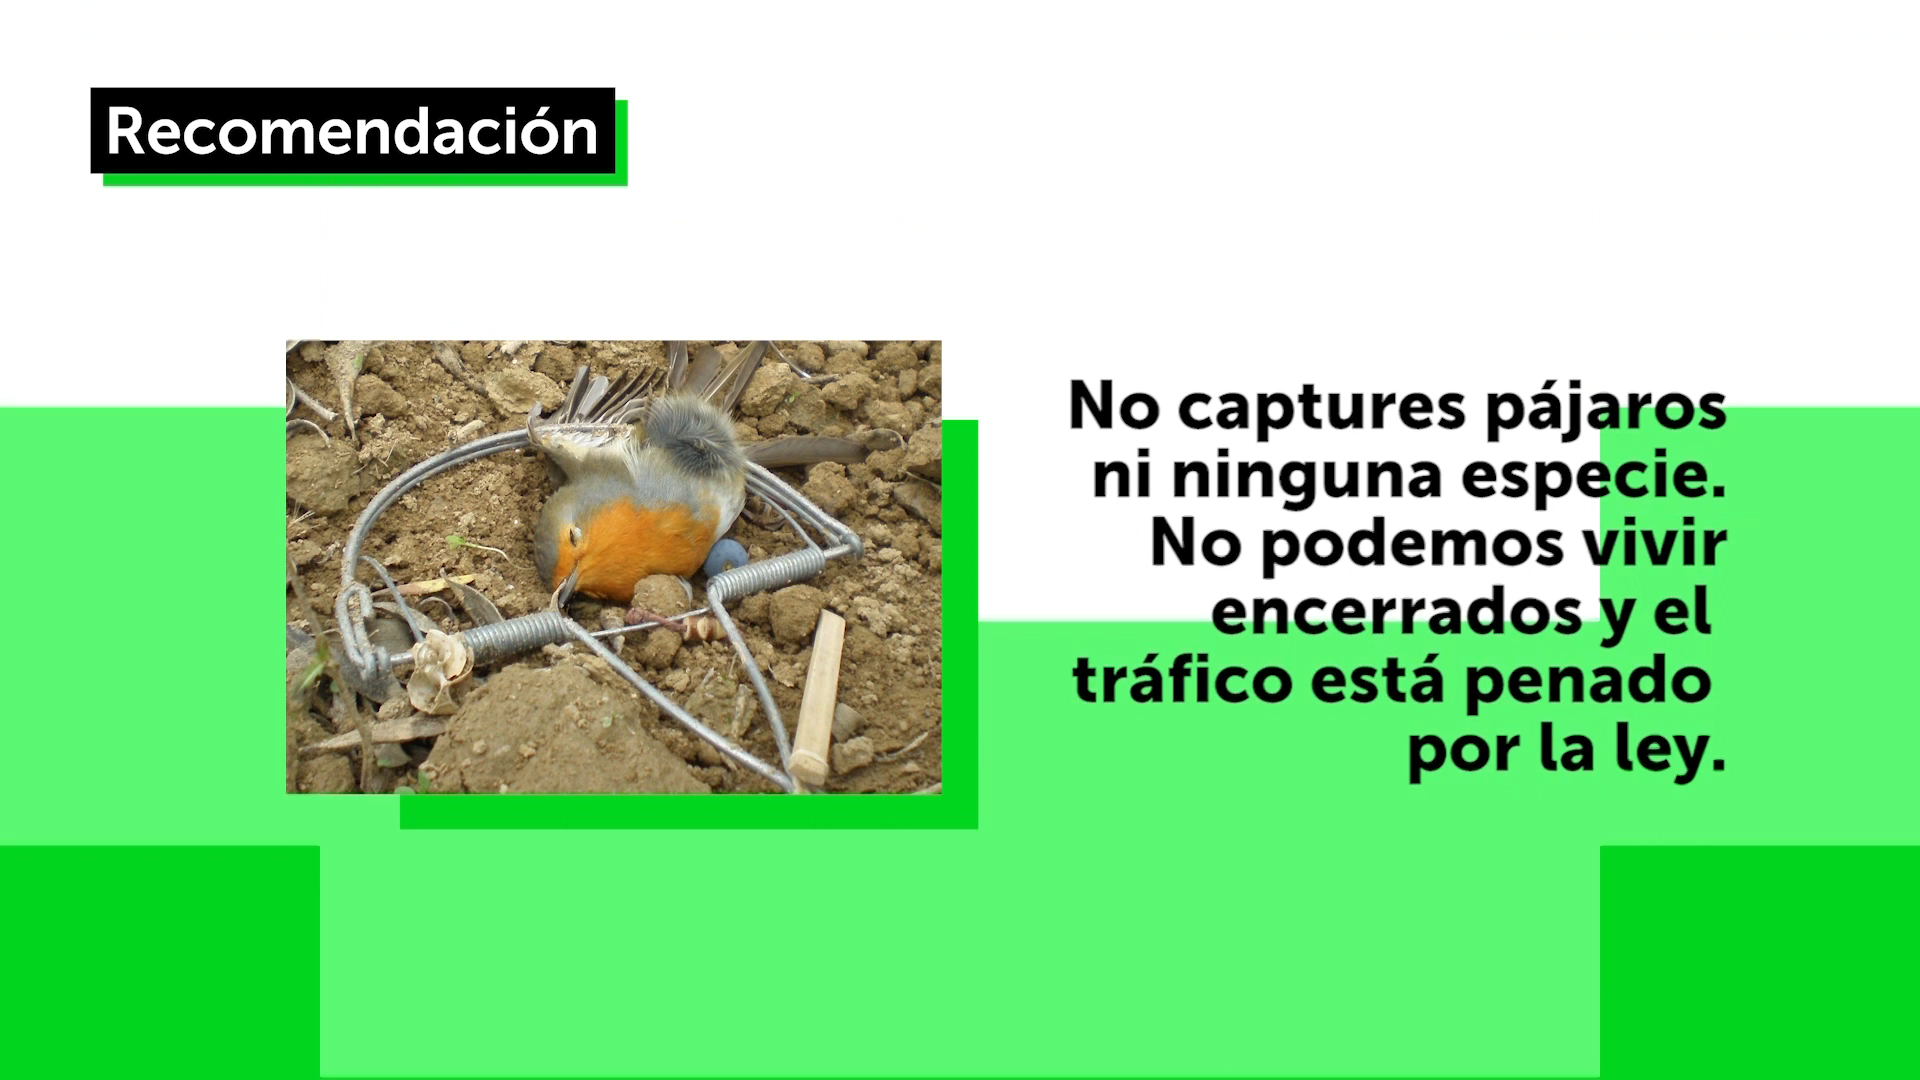 Recomendación
No captures pájaros
ni ninguna especie.
No podemos vivir
encerrados y el
tráfico está penado
por la ley.